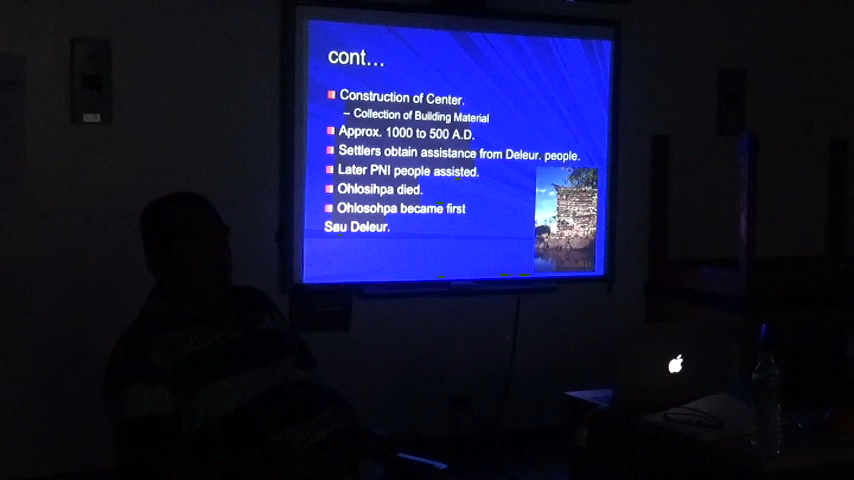 cont...
Construction of Center.
– Collection of Building Material
Approx. 1000 to 500 A.D.
Settlers obtain assistance from Deleur. people.
Later PNI people assisted.
Ohlosihpa died.
Ohlosohpa became first
Sau Deleur.